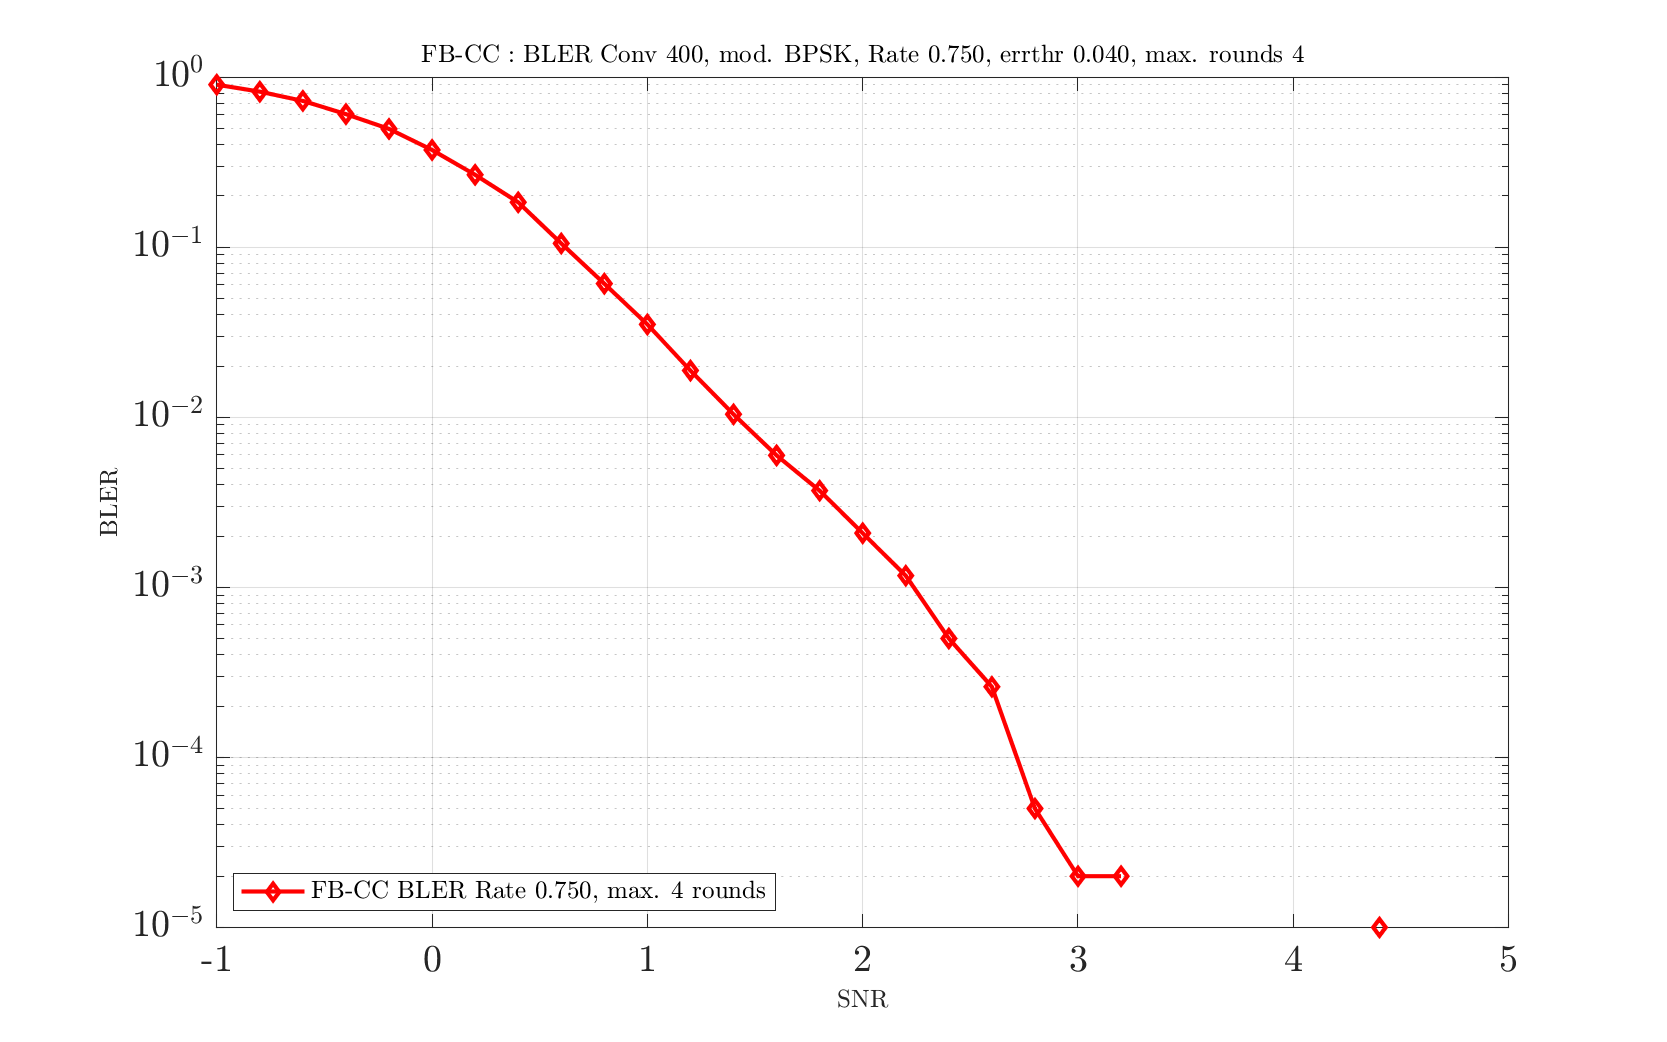 FB-CC : BLER Conv 400, mod. BPSK, Rate 0.750, errthr 0.040, max. rounds 4
10^0
10^−1
10^−2
10^−3
10^−4
10^−5
BLER
FB-CC BLER Rate 0.750, max. 4 rounds
-1 0 1 2 3 4 5
SNR